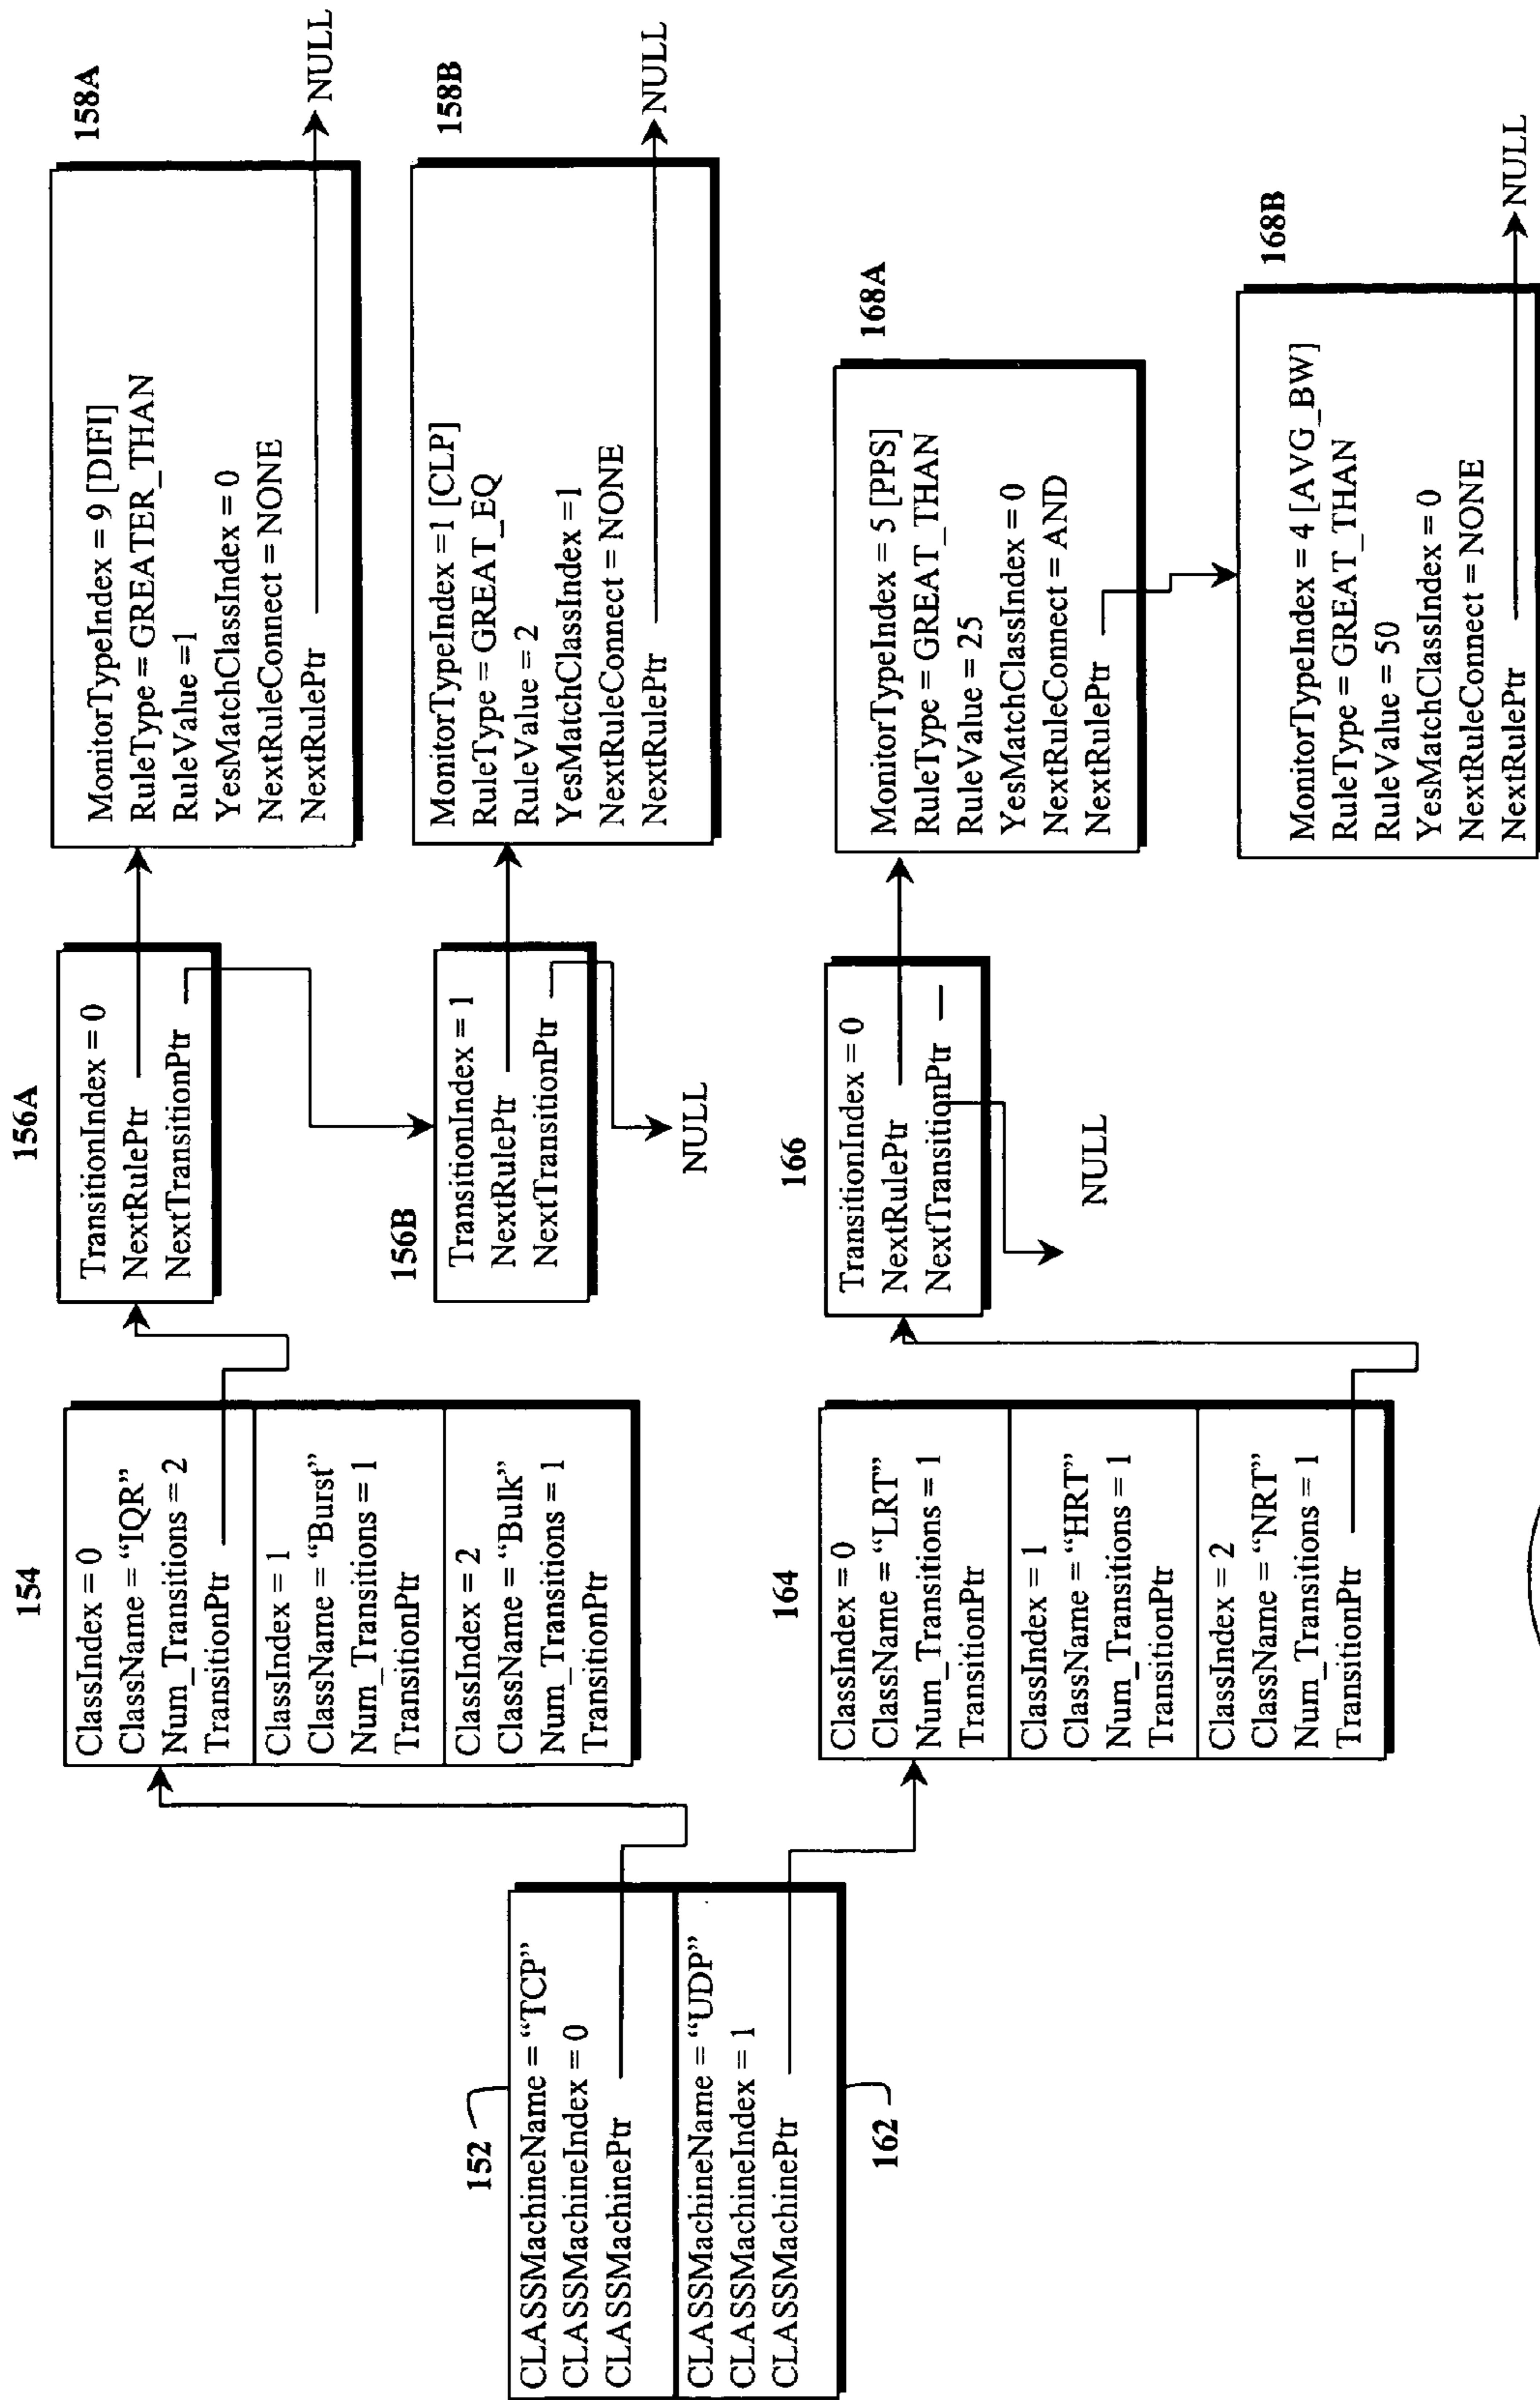 152
CLASSMachineName = “TCP”
CLASSMachineIndex = 0
CLASSMachinePtr
CLASSMachineName = “UDP”
CLASSMachineIndex = 1
CLASSMachinePtr
162
154
ClassIndex = 0
ClassName = “IQR”
Num_Transitions = 2
TransitionPtr
ClassIndex = 1
ClassName = “Burst”
Num_Transitions = 1
TransitionPtr
ClassIndex = 2
ClassName = “Bulk”
Num_Transitions = 1
TransitionPtr
164
ClassIndex = 0
ClassName = “LRT”
Num_Transitions = 1
TransitionPtr
ClassIndex = 1
ClassName = “HRT”
Num_Transitions = 1
TransitionPtr
ClassIndex = 2
ClassName = “NRT”
Num_Transitions = 1
TransitionPtr
156A
TransitionIndex = 0
NextRulePtr
NextTransitionPtr
156B
TransitionIndex = 1
NextRulePtr
NextTransitionPtr
NULL
166
TransitionIndex = 0
NextRulePtr
NextTransitionPtr
NULL
158A
MonitorTypeIndex = 9 [DIFI]
RuleType = GREATER_THAN
RuleValue =1
YesMatchClassIndex = 0
NextRuleConnect = NONE
NextRulePtr
NULL
158B
MonitorTypeIndex =1 [CLP]
RuleType = GREAT_EQ
RuleValue = 2
YesMatchClassIndex =1
NextRuleConnect = NONE
NextRulePtr
NULL
168A
MonitorTypeIndex = 5 [PPS]
RuleType = GREAT_THAN
RuleValue = 25
YesMatchClassIndex = 0
NextRuleConnect = AND
NextRulePtr
168B
MonitorTypeIndex = 4 [AVG_BW]
RuleType = GREAT_THAN
RuleValue = 50
YesMatchClassIndex = 0
NextRuleConnect = NONE
NextRulePtr
NULL